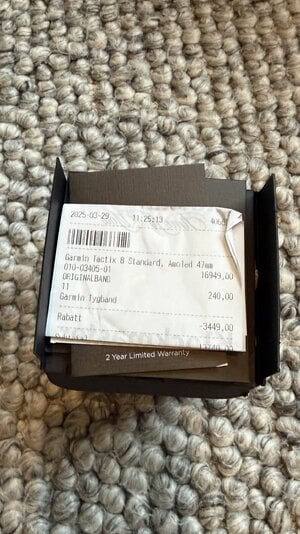 2025-03-29 11:25:13
Garmin Tactix 8 Standard, Amoled 47mm
010-03405-01 16949,00
ORIGINALBAND
11 240,00
Garmin Tygband
Rabatt -3449,00
2 Year Limited Warranty